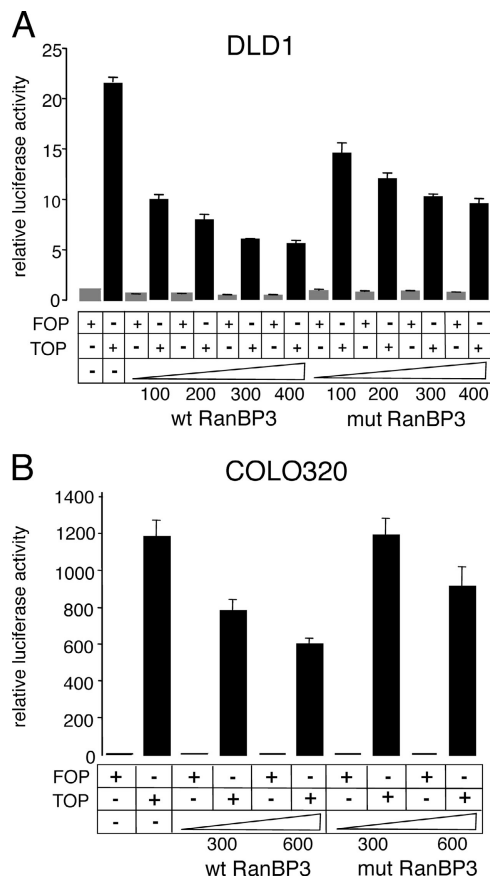 A
DLD1
relative luciferase activity
25
20
15
10
5
0
FOP + - + - + - + - + - + - + - + - + -
TOP - + - + - + - + - + - + - + - + - +
- -
100 200 300 400 100 200 300 400
wt RanBP3 mut RanBP3
B
COLO320
relative luciferase activity
1400
1200
1000
800
600
400
200
0
FOP + - + - + - + - + -
TOP - + - + - + - + - +
- -
300 600 300 600
wt RanBP3 mut RanBP3